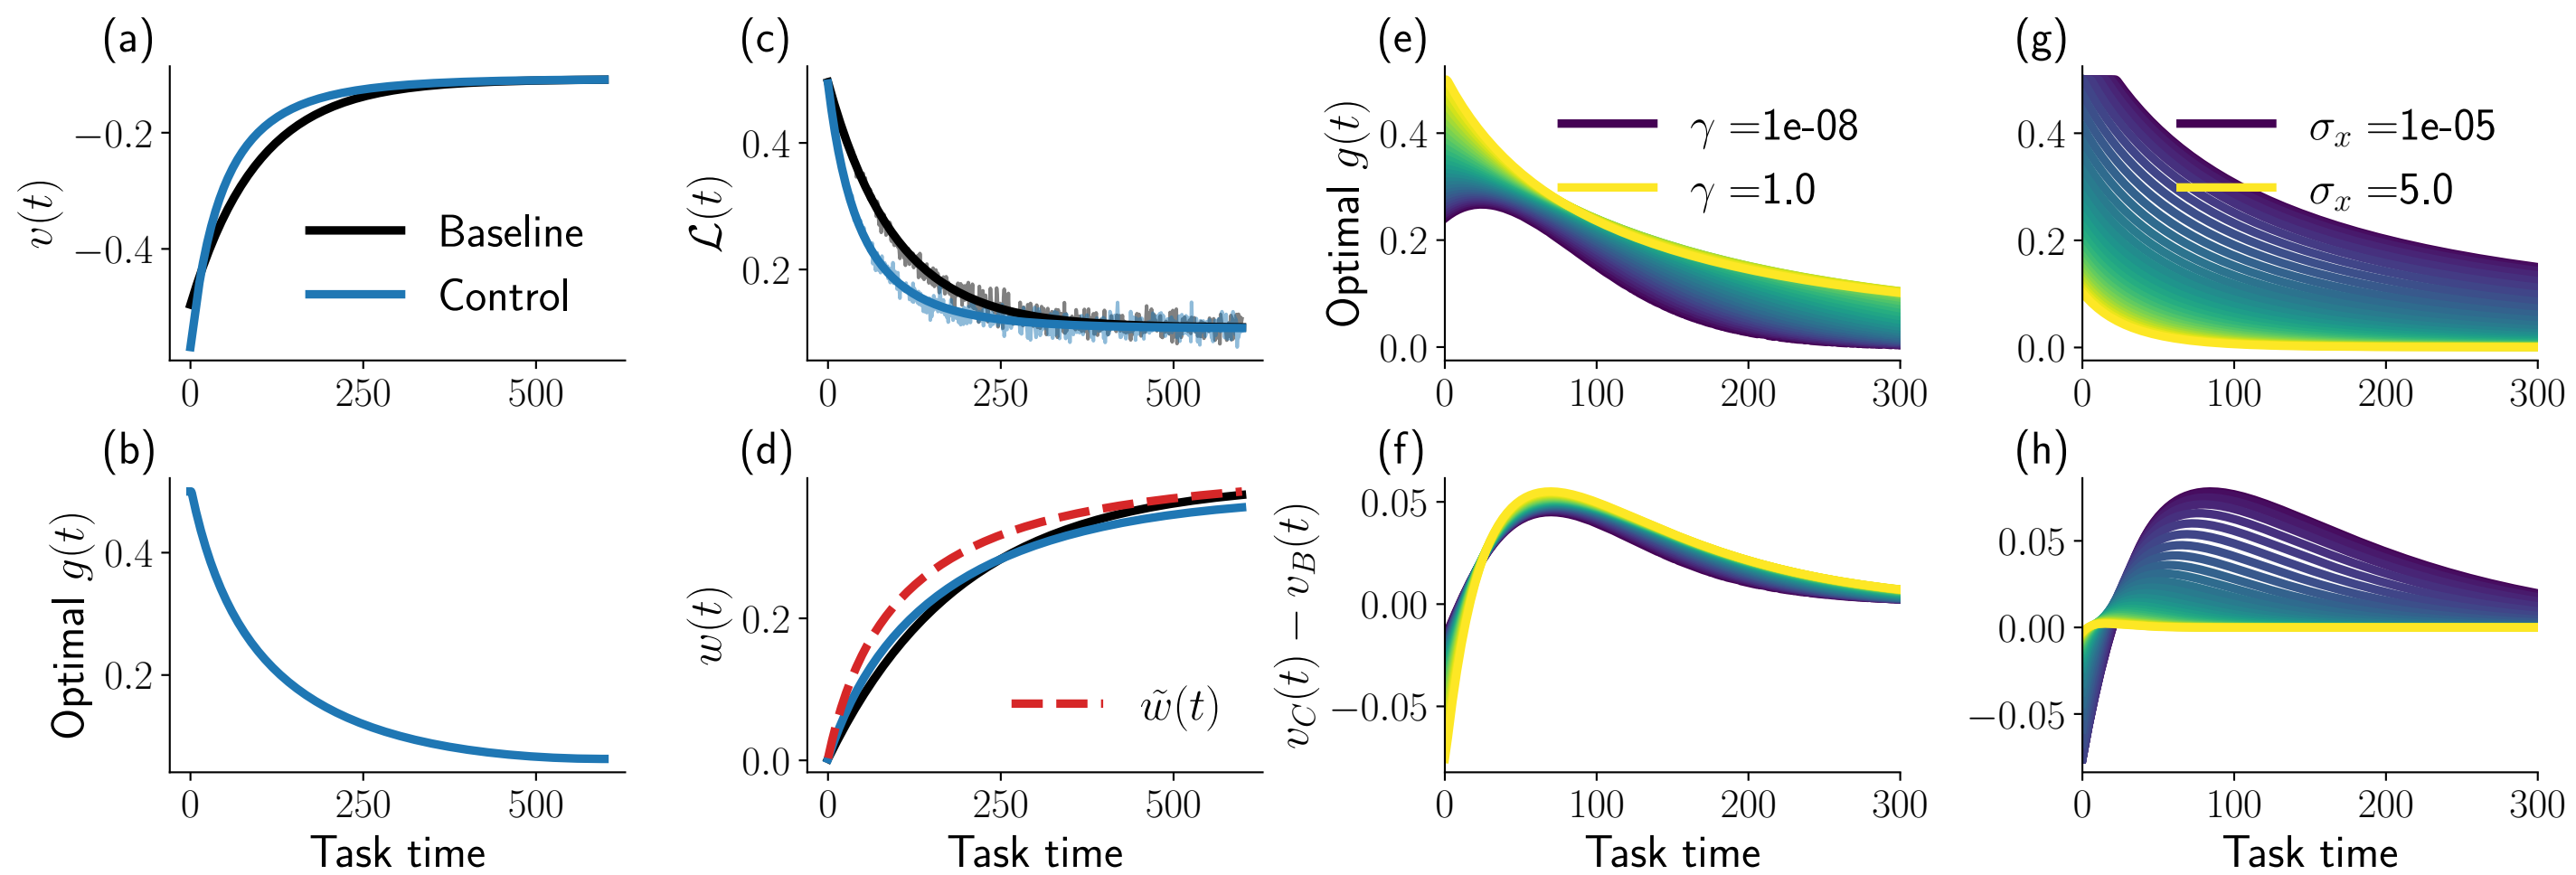 (a)
v(t)
−0.2
−0.4
Baseline
Control
0 250 500
(b)
Optimal g(t)
0.4
0.2
0 250 500
Task time
(c)
ℒ(t)
0.4
0.2
0 250 500
(d)
w(t)
0.2
0.0
w̃(t)
0 250 500
Task time
(e)
Optimal g(t)
0.4
0.2
0.0
γ =1e-08
γ =1.0
0 100 200 300
(f)
v_C(t) − v_B(t)
0.05
0.00
−0.05
0 100 200 300
Task time
(g)
0.4
0.2
0.0
σ_x =1e-05
σ_x =5.0
0 100 200 300
(h)
0.05
0.00
−0.05
0 100 200 300
Task time